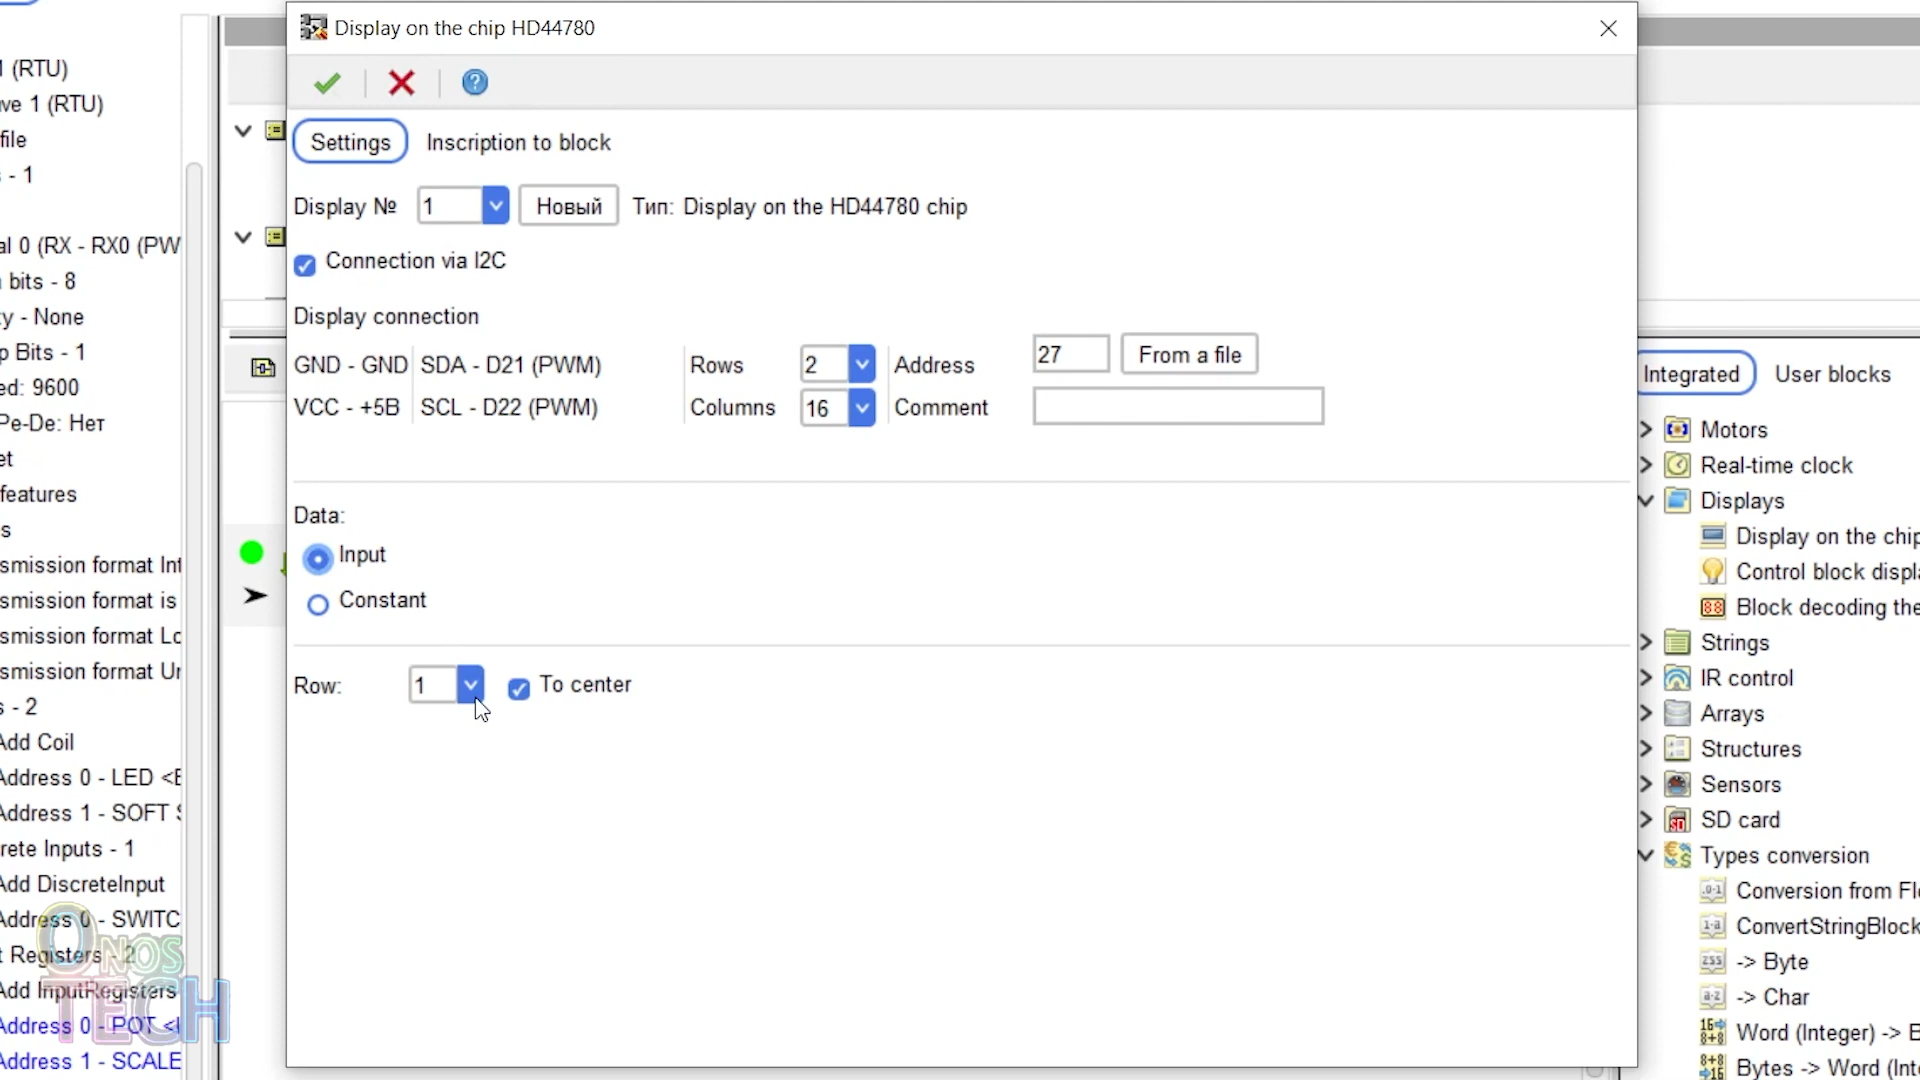 Display on the chip HD44780
Settings
Inscription to block
Display №
1
Новый
Тип: Display on the HD44780 chip
Connection via I2C
Display connection
GND - GND
SDA - D21 (PWM)
Rows
2
Address
27
From a file
VCC - +5B
SCL - D22 (PWM)
Columns
16
Comment
Data:
Input
Constant
Row:
1
To center
(RTU)
ve 1 (RTU)
file
- 1
al 0 (RX - RX0 (PW
bits - 8
y - None
p Bits - 1
ed: 9600
Pe-De: Нет
et
features
s
smission format Int
smission format is
smission format Lo
smission format Un
s - 2
Add Coil
Address 0 - LED <E
Address 1 - SOFT S
rete Inputs - 1
Add DiscreteInput
Address 0 - SWITC
t Registers - 2
Add InputRegisters
Address 0 - POT <I
Address 1 - SCALE
ONOS
TECH
Integrated
User blocks
Motors
Real-time clock
Displays
Display on the chip
Control block displa
Block decoding the
Strings
IR control
Arrays
Structures
Sensors
SD card
Types conversion
Conversion from Flo
ConvertStringBlock
-> Byte
-> Char
Word (Integer) -> B
Bytes -> Word (Inte